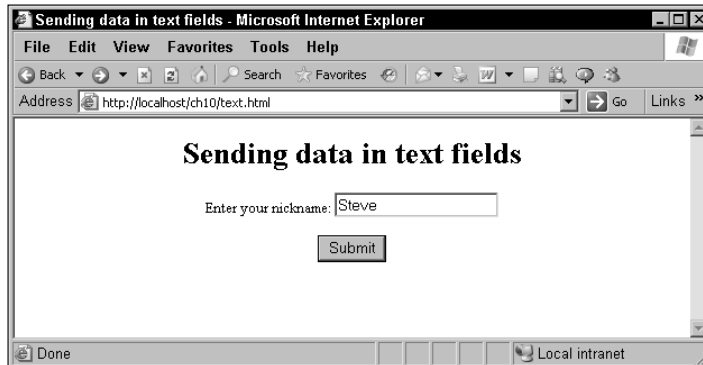 Sending data in text fields - Microsoft Internet Explorer
File Edit View Favorites Tools Help
Back Search Favorites
Address http://localhost/ch10/text.html Go Links »
Sending data in text fields
Enter your nickname: Steve
Submit
Done Local intranet